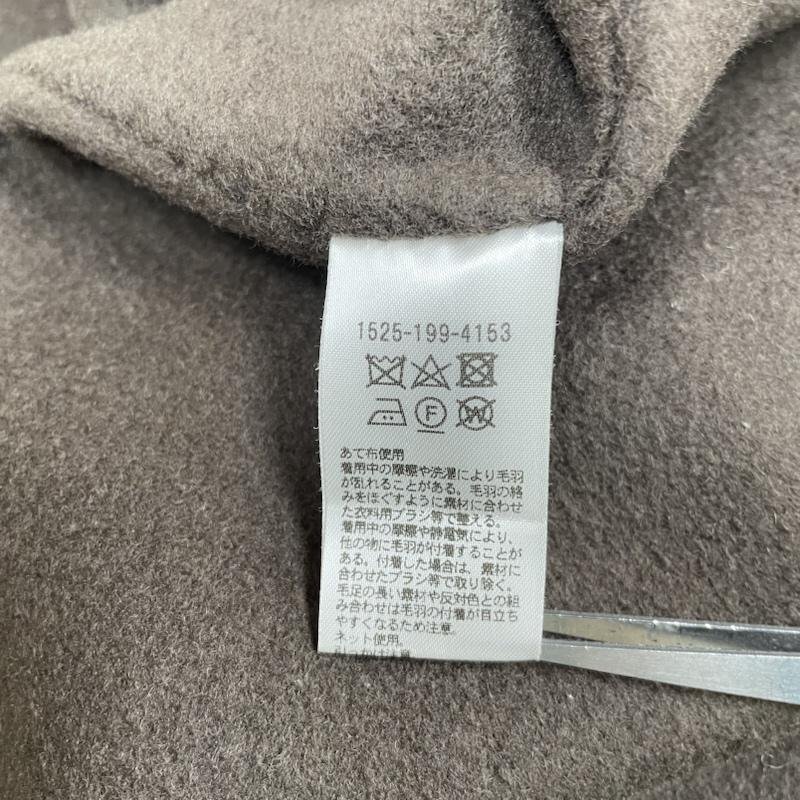 1525-199-4153
F W
あて布使用
着用中の摩擦や洗濯により毛羽
が乱れることがある。毛羽の絡
みをほぐすように素材に合わせ
た衣料用ブラシ等で整える。
着用中の摩擦や静電気により、
他の物に毛羽が付着することが
ある。付着した場合は、素材に
合わせたブラシ等で取り除く。
毛足の長い素材や反対色との組
み合わせは毛羽の付着が目立ち
やすくなるため注意。
ネット使用。
引っかけ注意